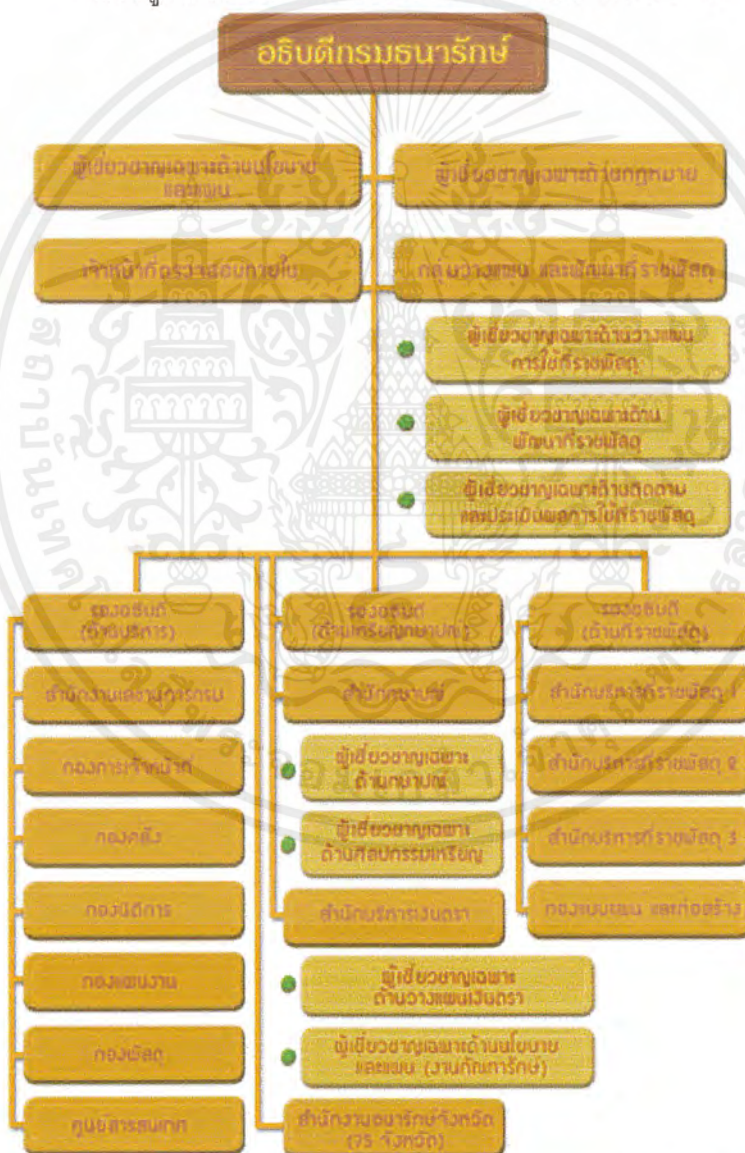 อธิบดีกรมธนารักษ์
ผู้เชี่ยวชาญเฉพาะด้านนโยบาย
และแผน
ผู้เชี่ยวชาญเฉพาะด้านกฎหมาย
เจ้าหน้าที่ตรวจสอบภายใน
กลุ่มวางแผน และพัฒนาที่ราชพัสดุ
ผู้เชี่ยวชาญเฉพาะด้านวางแผน
การใช้ที่ราชพัสดุ
ผู้เชี่ยวชาญเฉพาะด้าน
พัฒนาที่ราชพัสดุ
ผู้เชี่ยวชาญเฉพาะด้านติดตาม
และประเมินผลการใช้ที่ราชพัสดุ
รองอธิบดี
(ด้านบริหาร)
สำนักงานเลขานุการกรม
กองการเจ้าหน้าที่
กองคลัง
กองนิติการ
กองแผนงาน
กองพัสดุ
ศูนย์สารสนเทศ
รองอธิบดี
(ด้านเหรียญกษาปณ์)
สำนักกษาปณ์
ผู้เชี่ยวชาญเฉพาะ
ด้านกษาปณ์
ผู้เชี่ยวชาญเฉพาะ
ด้านศิลปกรรมเหรียญ
สำนักบริหารเงินตรา
ผู้เชี่ยวชาญเฉพาะ
ด้านวางแผนเงินตรา
ผู้เชี่ยวชาญเฉพาะด้านนโยบาย
และแผน (งานภัณฑารักษ์)
สำนักงานธนารักษ์จังหวัด
(75 จังหวัด)
รองอธิบดี
(ด้านที่ราชพัสดุ)
สำนักบริหารที่ราชพัสดุ 1
สำนักบริหารที่ราชพัสดุ 2
สำนักบริหารที่ราชพัสดุ 3
กองแบบแผน และก่อสร้าง